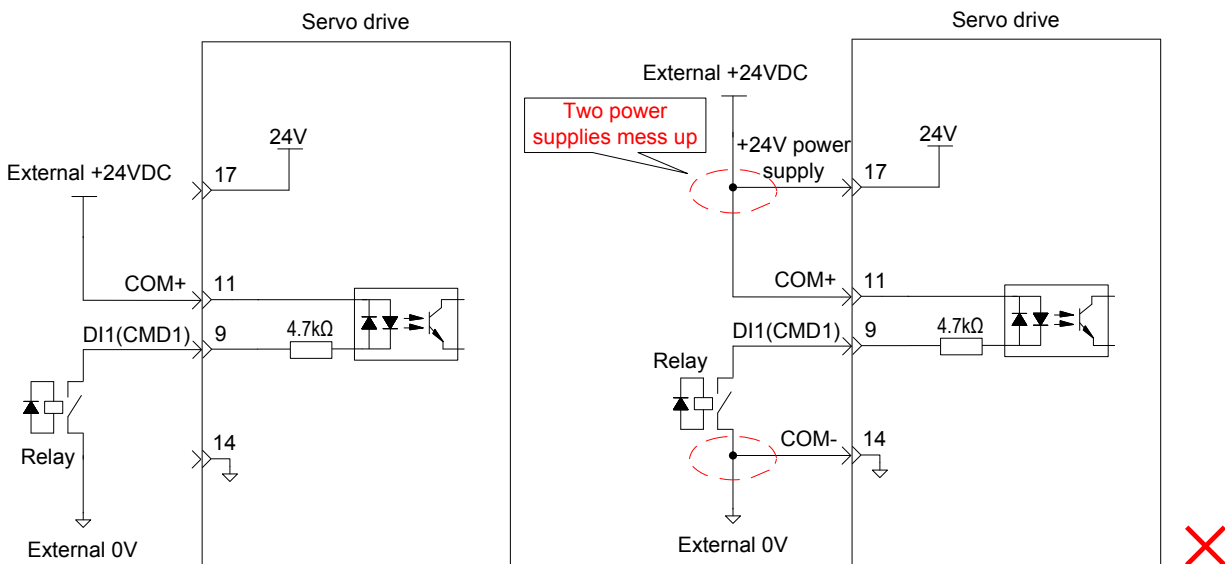 Servo drive
External +24VDC
17
24V
COM+
11
DI1(CMD1)
9
4.7kΩ
Relay
14
External 0V
Servo drive
External +24VDC
Two power
supplies mess up
+24V power
supply
17
24V
COM+
11
DI1(CMD1)
9
4.7kΩ
Relay
COM-
14
External 0V